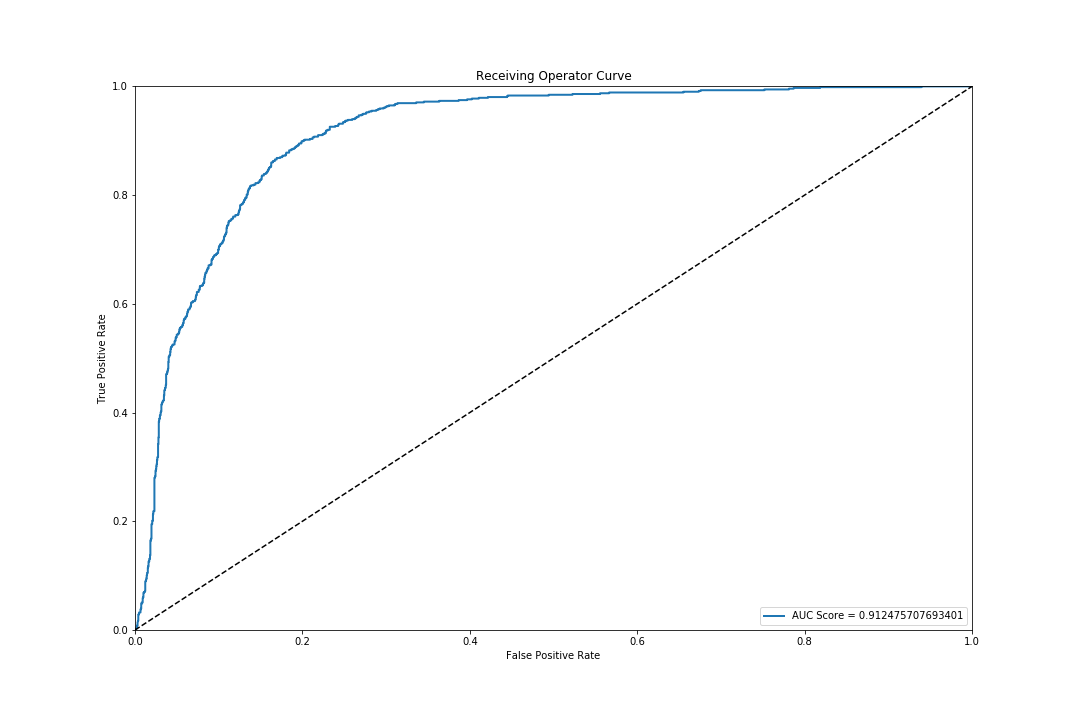 Receiving Operator Curve
1.0
0.8
0.6
0.4
0.2
0.0
True Positive Rate
0.0 0.2 0.4 0.6 0.8 1.0
False Positive Rate
AUC Score = 0.912475707693401